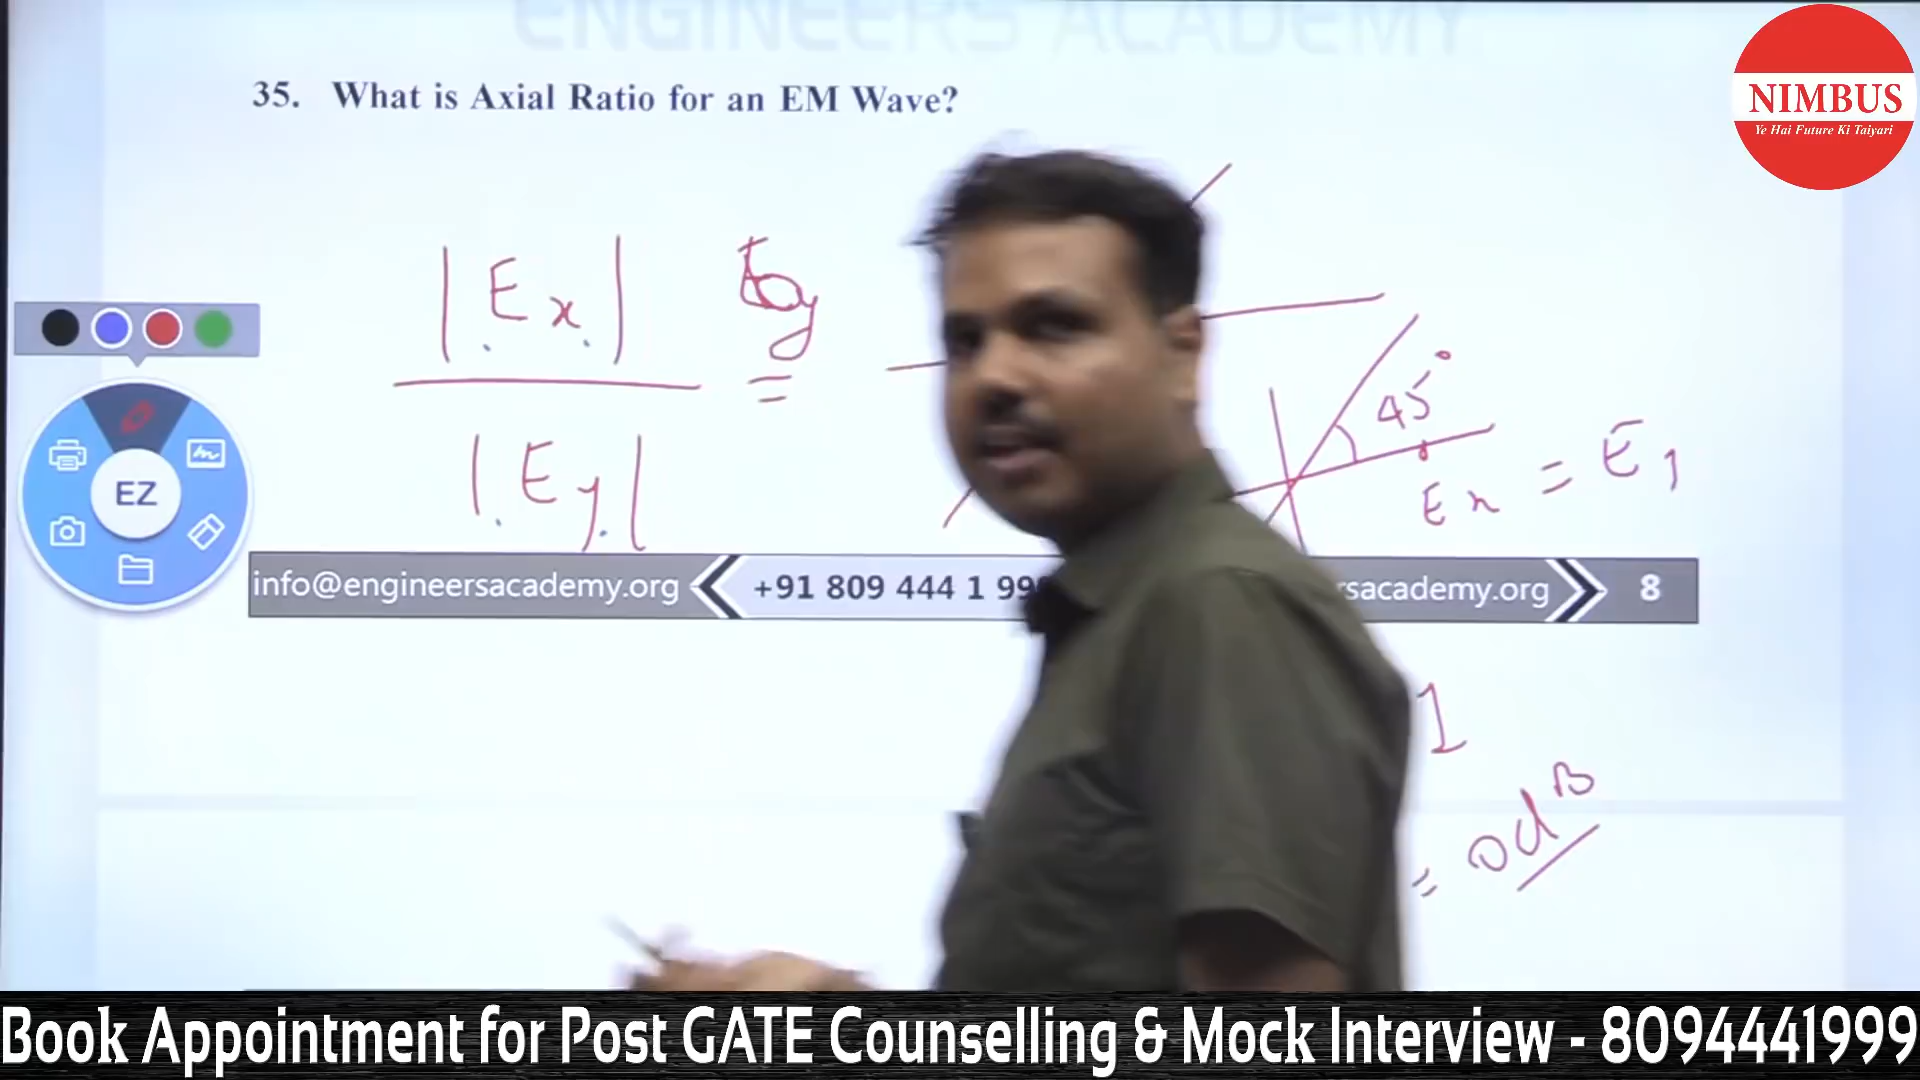 ENGINEERS ACADEMY
35. What is Axial Ratio for an EM Wave?
NIMBUS
Ye Hai Future Ki Taiyari
|Ex|
|Ey|
Ey
=
45°
Ex = E1
EZ
info@engineersacademy.org
+91 809 444 1 99
rsacademy.org
8
1
= 0dB
Book Appointment for Post GATE Counselling & Mock Interview - 8094441999